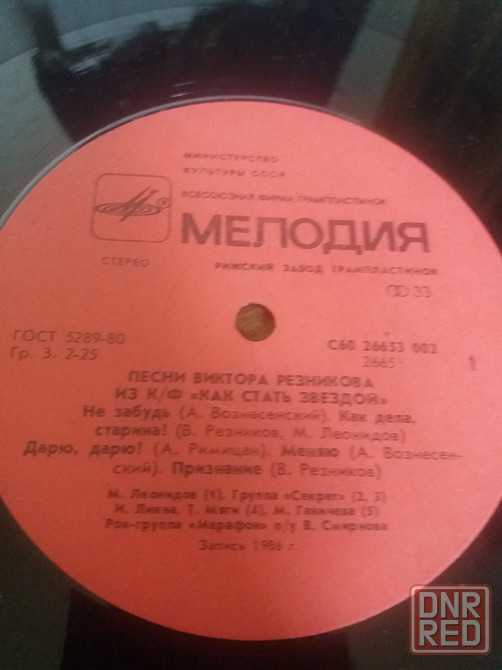 МИНИСТЕРСТВО
КУЛЬТУРЫ СССР
ВСЕСОЮЗНАЯ ФИРМА ГРАМПЛАСТИНОК
МЕЛОДИЯ
СТЕРЕО
РИЖСКИЙ ЗАВОД ГРАМПЛАСТИНОК
33
ГОСТ 5289-80
Гр. 3. 2-25
С60 26653 002
2665
1
ПЕСНИ ВИКТОРА РЕЗНИКОВА
ИЗ К/Ф «КАК СТАТЬ ЗВЕЗДОЙ»
Не забудь (А. Вознесенский). Как дела,
старина! (В. Резников, М. Леонидов)
Дарю, дарю! (А. Римицан). Меняю (А. Вознесен-
ский). Признание (В. Резников)
М. Леонидов (1), Группа «Секрет» (2, 3)
И. Линна, Т. Мяги (4), М. Ганичева (5)
Рок-группа «Марафон» п/у В. Смирнова
Запись 1986 г.
DNR
RED